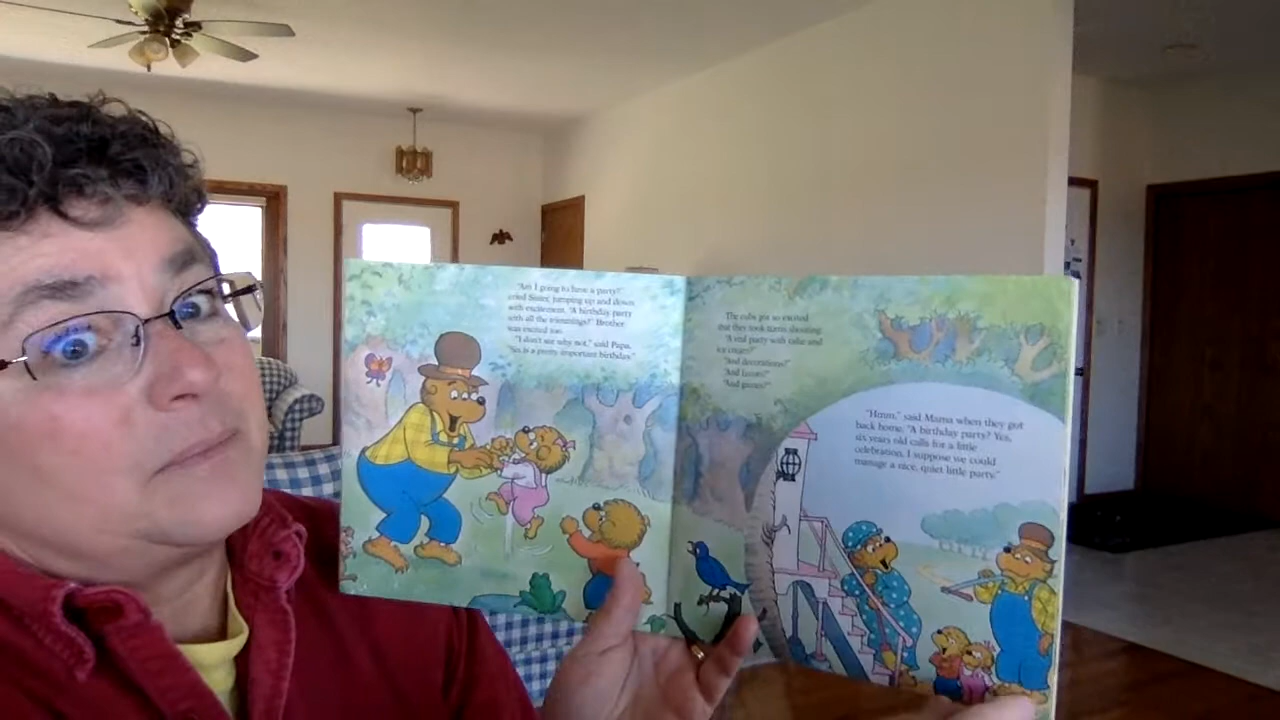 "Am I going to have a party?"
cried Sister, jumping up and down
with excitement. "A birthday party
with all the trimmings?" Brother
was excited too.
"I don't see why not," said Papa.
"Six is a pretty important birthday."
The cubs got so excited
that they took turns shouting.
"A real party with cake and
ice cream?"
"And decorations?"
"And favors?"
"And games?"
"Hmm," said Mama when they got
back home. "A birthday party? Yes,
six years old calls for a little
celebration. I suppose we could
manage a nice, quiet little party."